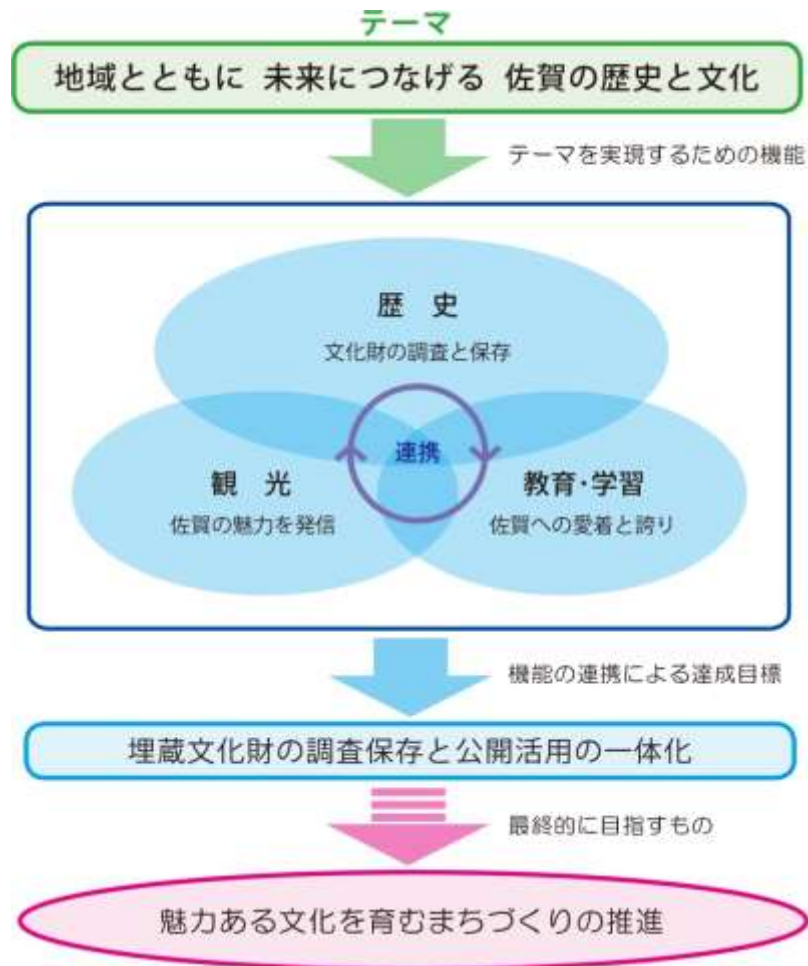 テーマ
地域とともに 未来につなげる 佐賀の歴史と文化
テーマを実現するための機能
歴 史
文化財の調査と保存
連携
観 光
佐賀の魅力を発信
教育・学習
佐賀への愛着と誇り
機能の連携による達成目標
埋蔵文化財の調査保存と公開活用の一体化
最終的に目指すもの
魅力ある文化を育むまちづくりの推進